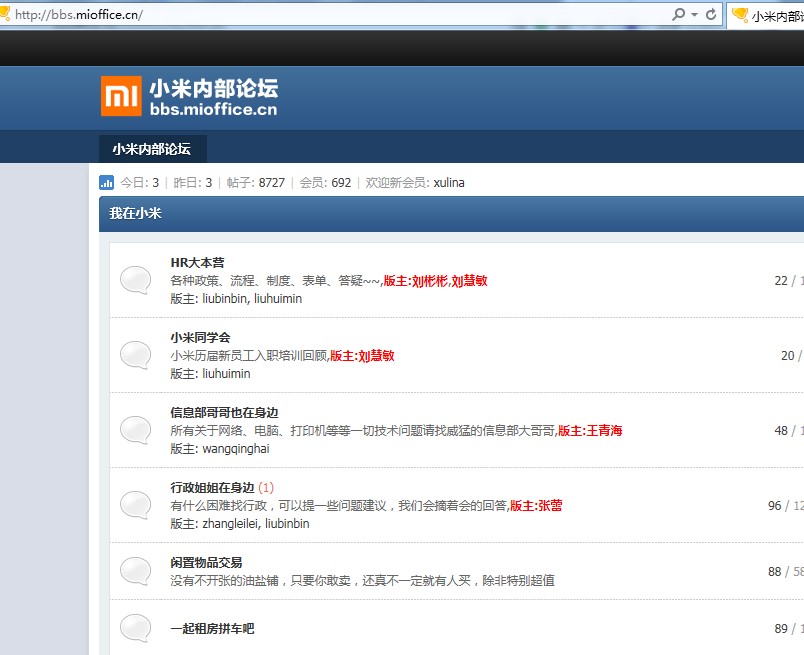 http://bbs.mioffice.cn/
小米内部论
小米内部论坛
bbs.mioffice.cn
小米内部论坛
今日: 3 | 昨日: 3 | 帖子: 8727 | 会员: 692 | 欢迎新会员: xulina
我在小米
HR大本营
各种政策、流程、制度、表单、答疑~~,版主:刘彬彬,刘慧敏
22 / 1
版主: liubinbin, liuhuimin
小米同学会
小米历届新员工入职培训回顾,版主:刘慧敏
20 /
版主: liuhuimin
信息部哥哥也在身边
所有关于网络、电脑、打印机等等一切技术问题请找威猛的信息部大哥哥,版主:王青海
48 / 1
版主: wangqinghai
行政姐姐在身边 (1)
有什么困难找行政，可以提一些问题建议，我们会摘着会的回答,版主:张蕾
96 / 12
版主: zhangleilei, liubinbin
闲置物品交易
没有不开张的油盐铺，只要你敢卖，还真不一定就有人买，除非特别超值
88 / 58
一起租房拼车吧
89 / 1